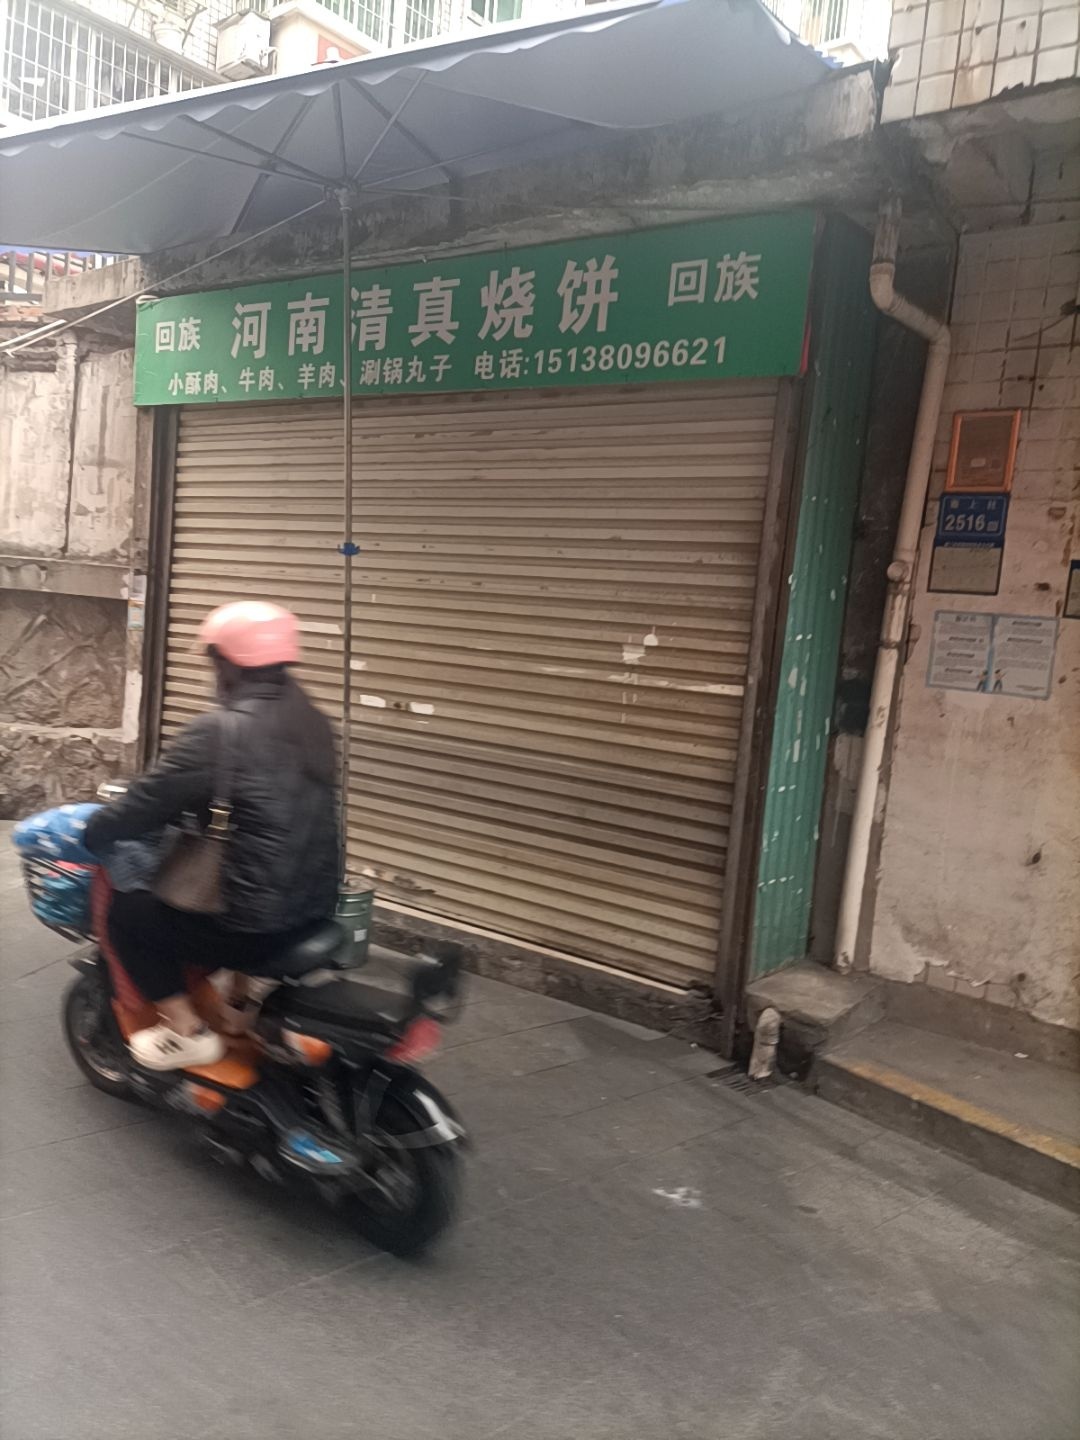 回族 河南清真烧饼 回族
小酥肉、牛肉、羊肉、涮锅丸子 电话:15138096621
2516